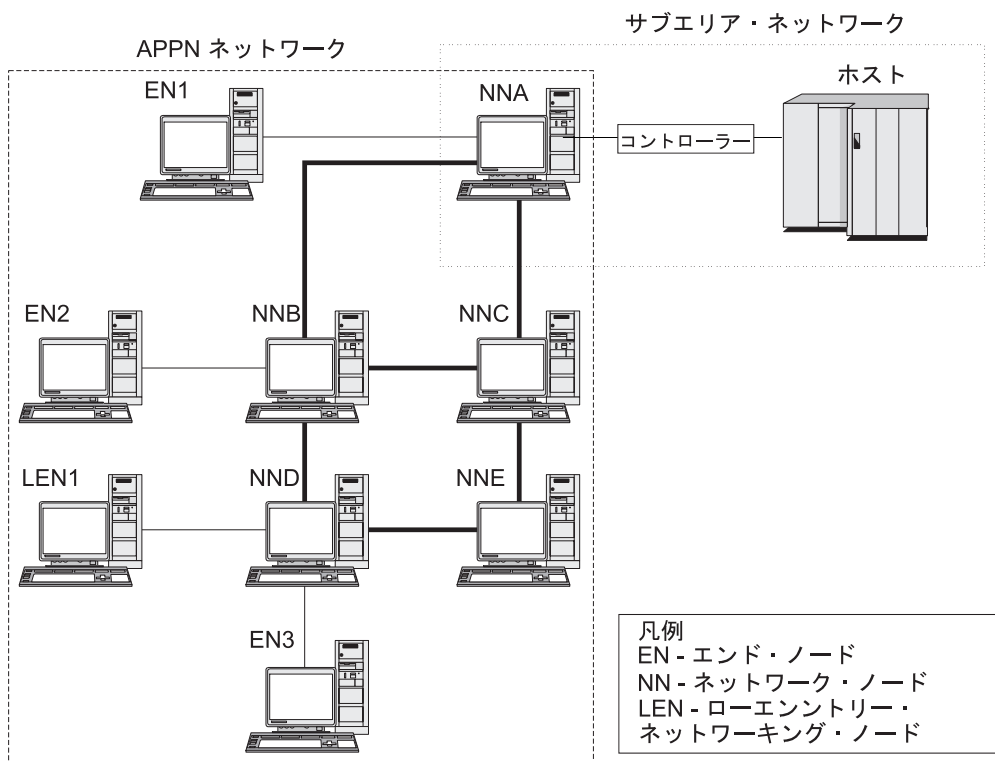 サブエリア・ネットワーク
APPN ネットワーク
ホスト
EN1
NNA
コントローラー
EN2
NNB
NNC
LEN1
NND
NNE
EN3
凡例
EN - エンド・ノード
NN - ネットワーク・ノード
LEN - ローエンントリー・
ネットワーキング・ノード